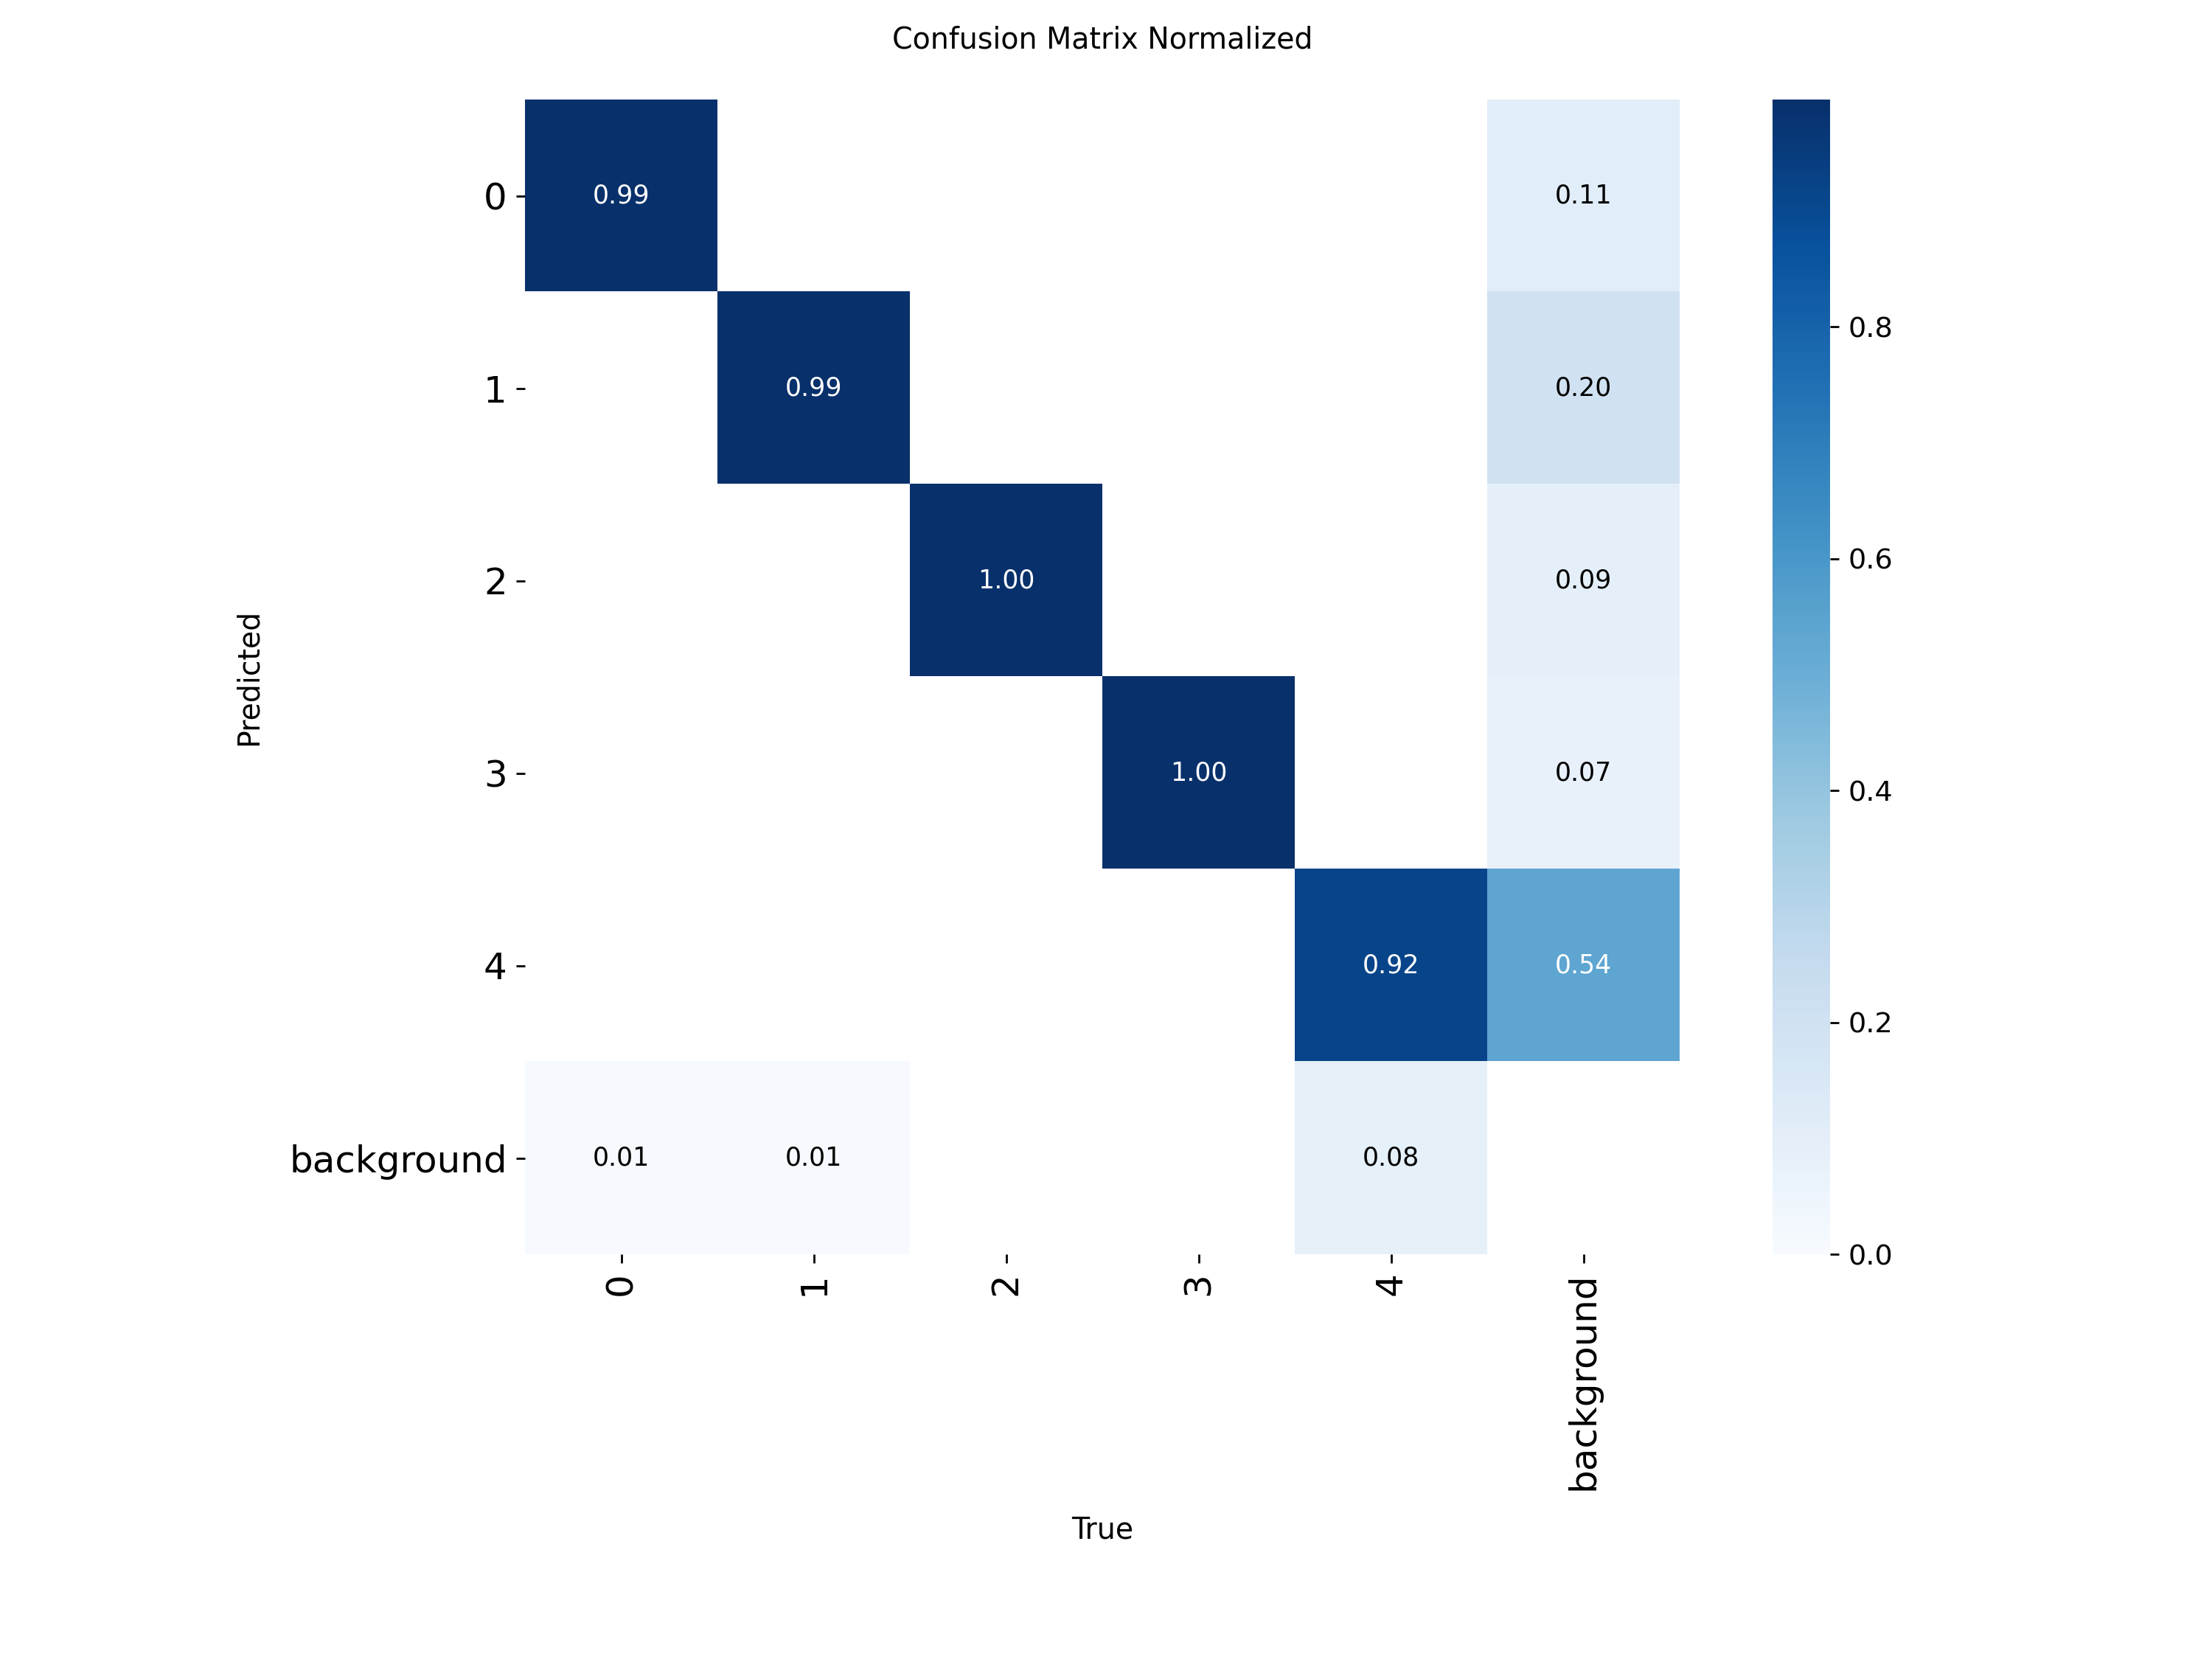 Confusion Matrix Normalized
0 0.99 0.11
1 0.99 0.20
2 1.00 0.09
3 1.00 0.07
4 0.92 0.54
background 0.01 0.01 0.08
0 1 2 3 4 background
Predicted
True
0.8
0.6
0.4
0.2
0.0